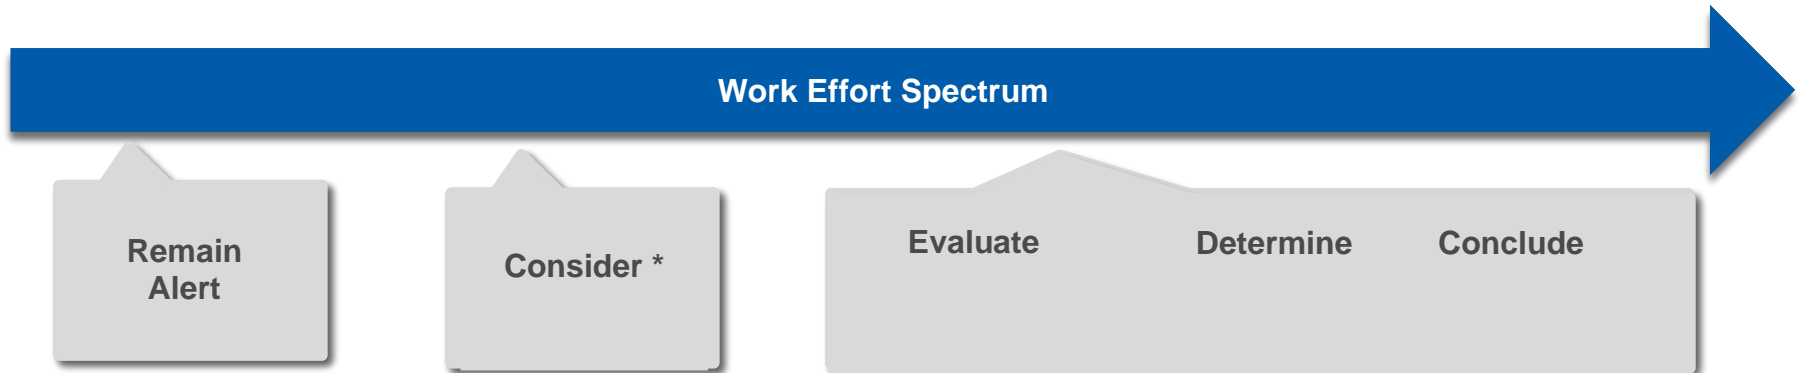 Work Effort Spectrum
Remain
Alert
Consider *
Evaluate
Determine
Conclude